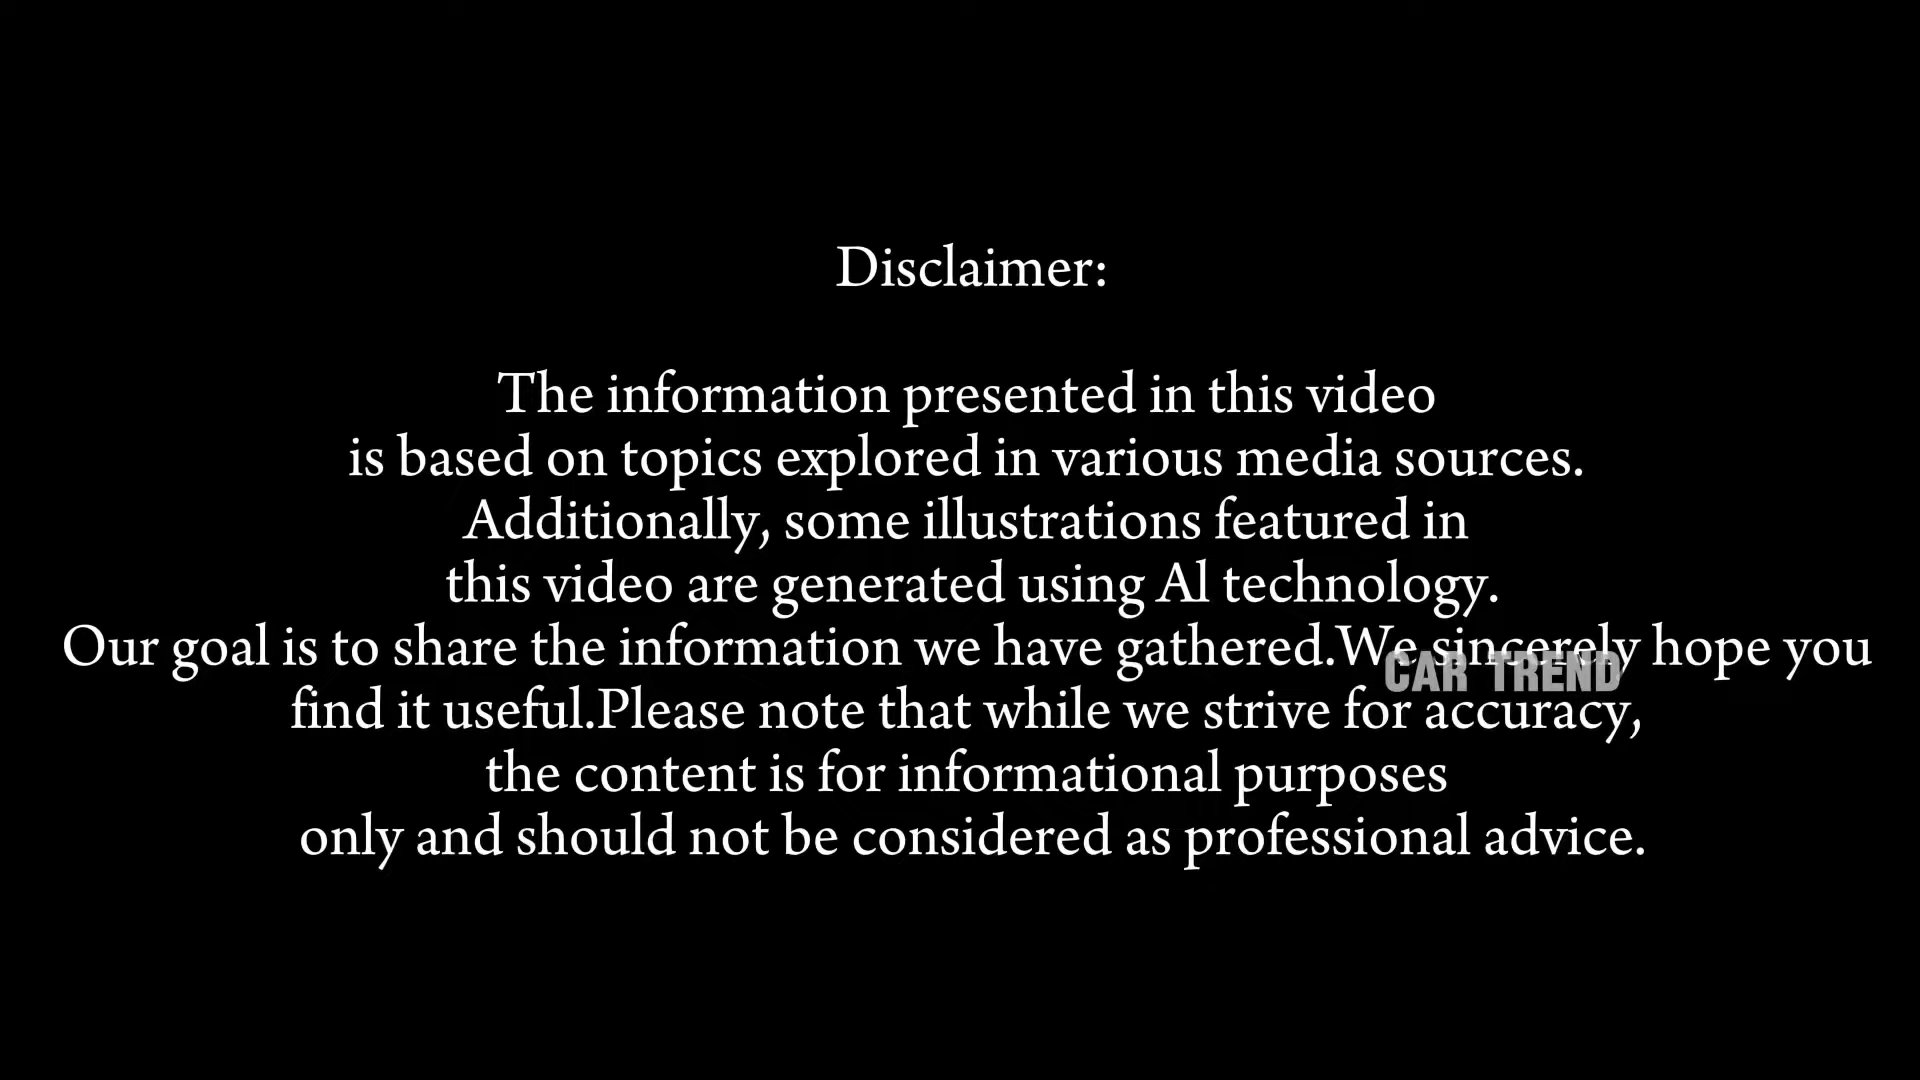 Disclaimer:
The information presented in this video
is based on topics explored in various media sources.
Additionally, some illustrations featured in
this video are generated using Al technology.
Our goal is to share the information we have gathered.We sincerely hope you
CAR TREND
find it useful.Please note that while we strive for accuracy,
the content is for informational purposes
only and should not be considered as professional advice.